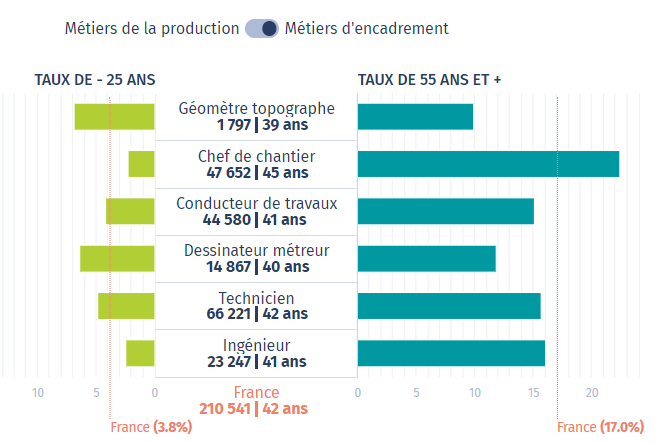 Métiers de la production Métiers d'encadrement
TAUX DE - 25 ANS TAUX DE 55 ANS ET +
Géomètre topographe
1 797 | 39 ans
Chef de chantier
47 652 | 45 ans
Conducteur de travaux
44 580 | 41 ans
Dessinateur métreur
14 867 | 40 ans
Technicien
66 221 | 42 ans
Ingénieur
23 247 | 41 ans
10 5 0 France 0 5 10 15 20
210 541 | 42 ans
France (3.8%) France (17.0%)